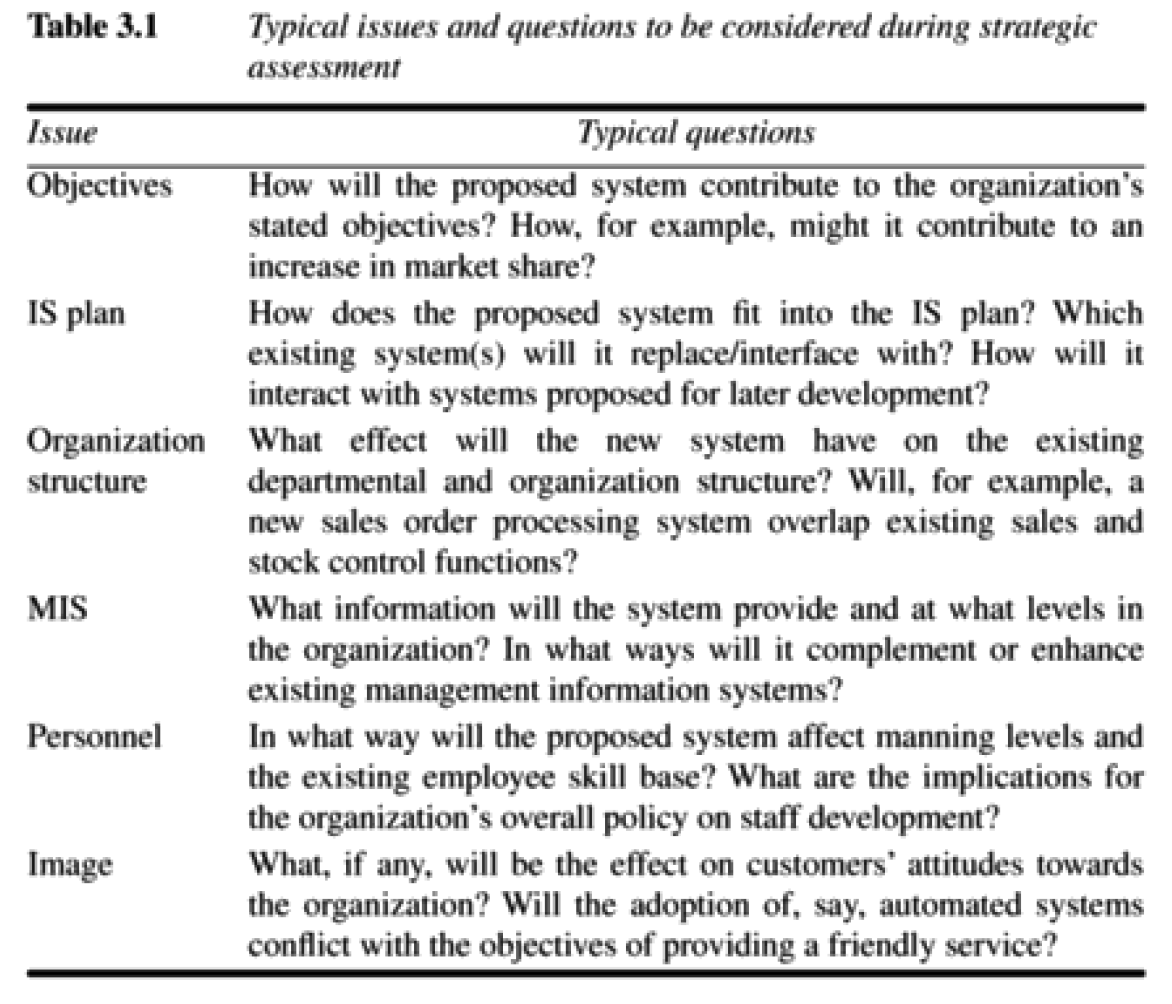 Table 3.1 Typical issues and questions to be considered during strategic
assessment
Issue Typical questions
Objectives How will the proposed system contribute to the organization's
stated objectives? How, for example, might it contribute to an
increase in market share?
IS plan How does the proposed system fit into the IS plan? Which
existing system(s) will it replace/interface with? How will it
interact with systems proposed for later development?
Organization What effect will the new system have on the existing
structure departmental and organization structure? Will, for example, a
new sales order processing system overlap existing sales and
stock control functions?
MIS What information will the system provide and at what levels in
the organization? In what ways will it complement or enhance
existing management information systems?
Personnel In what way will the proposed system affect manning levels and
the existing employee skill base? What are the implications for
the organization's overall policy on staff development?
Image What, if any, will be the effect on customers' attitudes towards
the organization? Will the adoption of, say, automated systems
conflict with the objectives of providing a friendly service?